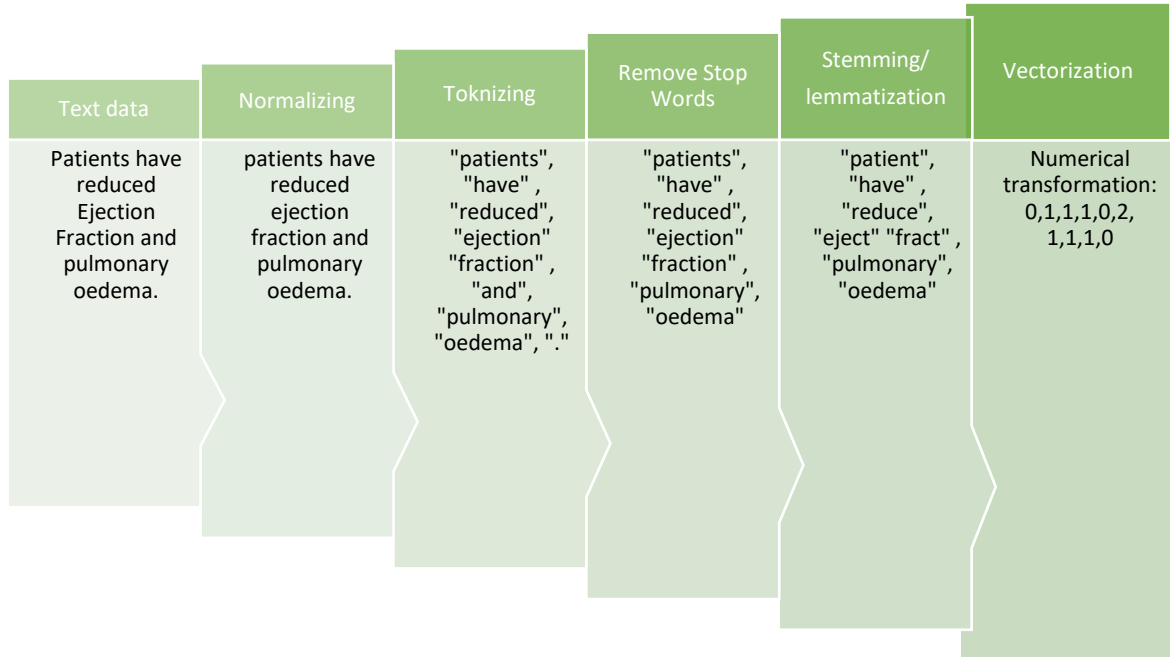 Text data
Patients have
reduced
Ejection
Fraction and
pulmonary
oedema.
Normalizing
patients have
reduced
ejection
fraction and
pulmonary
oedema.
Toknizing
"patients",
"have" ,
"reduced",
"ejection"
"fraction" ,
"and",
"pulmonary",
"oedema", "."
Remove Stop
Words
"patients",
"have" ,
"reduced",
"ejection"
"fraction" ,
"pulmonary",
"oedema"
Stemming/
lemmatization
"patient",
"have" ,
"reduce",
"eject" "fract" ,
"pulmonary",
"oedema"
Vectorization
Numerical
transformation:
0,1,1,1,0,2,
1,1,1,0